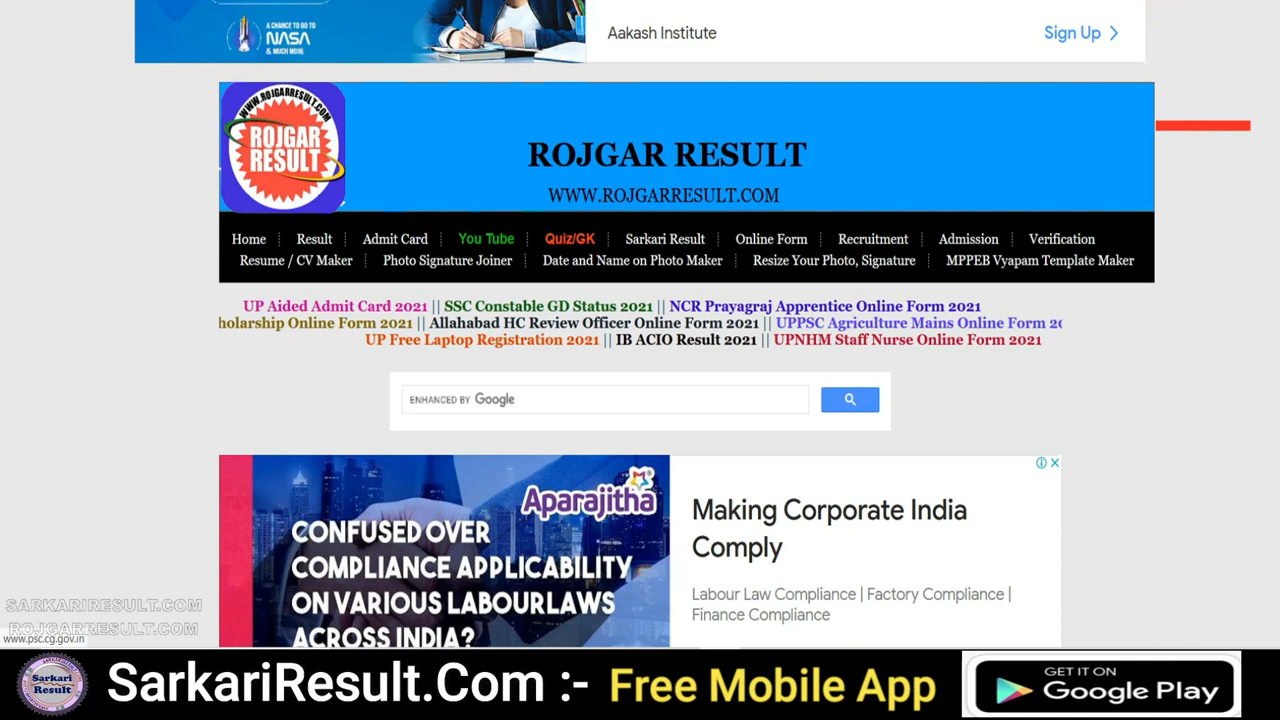 A CHANCE TO GO TO
NASA
& MUCH MORE
Aakash Institute
Sign Up
WWW.ROJGARRESULT.COM
ROJGAR
RESULT
ROJGAR RESULT
WWW.ROJGARRESULT.COM
Home Result Admit Card You Tube Quiz/GK Sarkari Result Online Form Recruitment Admission Verification
Resume / CV Maker Photo Signature Joiner Date and Name on Photo Maker Resize Your Photo, Signature MPPEB Vyapam Template Maker
UP Aided Admit Card 2021 || SSC Constable GD Status 2021 || NCR Prayagraj Apprentice Online Form 2021
holarship Online Form 2021 || Allahabad HC Review Officer Online Form 2021 || UPPSC Agriculture Mains Online Form 20
UP Free Laptop Registration 2021 || IB ACIO Result 2021 || UPNHM Staff Nurse Online Form 2021
ENHANCED BY Google
Aparajitha
CONFUSED OVER
COMPLIANCE APPLICABILITY
ON VARIOUS LABOURLAWS
ACROSS INDIA?
Making Corporate India
Comply
Labour Law Compliance | Factory Compliance |
Finance Compliance
SARKARIRESULT.COM
ROJGARRESULT.COM
www.psc.cg.gov.in
Sarkari
Result
SarkariResult.Com :- Free Mobile App
GET IT ON
Google Play